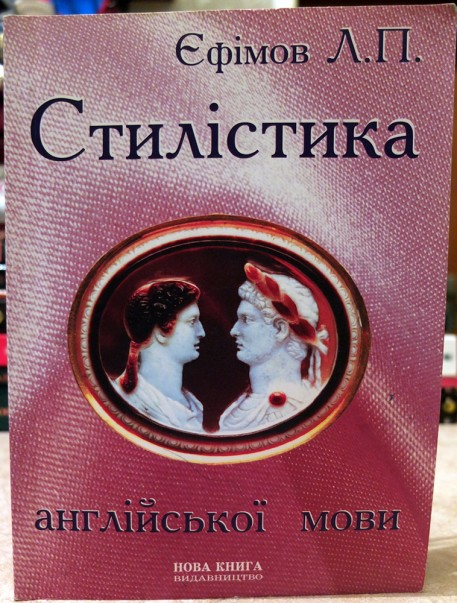 Єфімов Л.П.
Стилістика
англійської мови
НОВА КНИГА
ВИДАВНИЦТВО